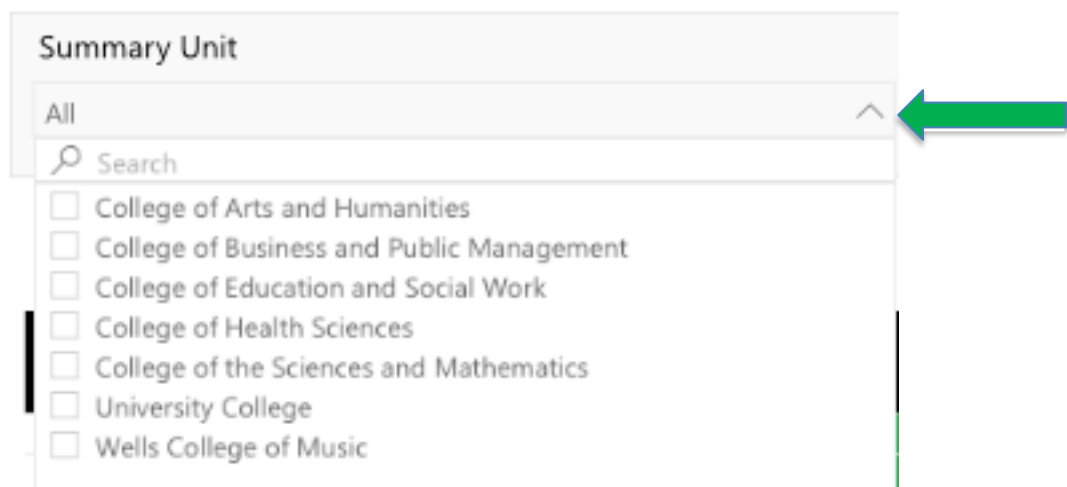 Summary Unit
All
Search
College of Arts and Humanities
College of Business and Public Management
College of Education and Social Work
College of Health Sciences
College of the Sciences and Mathematics
University College
Wells College of Music